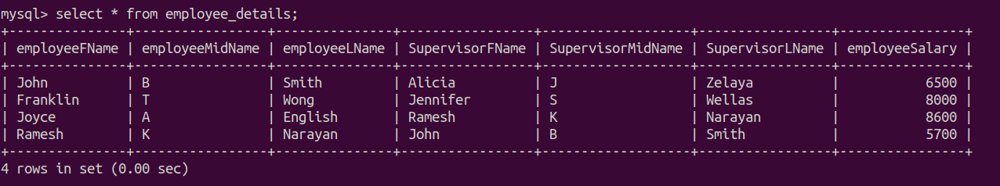 mysql> select * from employee_details;
+---------------+-----------------+---------------+-----------------+-------------------+-----------------+----------------+
| employeeFName | employeeMidName | employeeLName | SupervisorFName | SupervisorMidName | SupervisorLName | employeeSalary |
+---------------+-----------------+---------------+-----------------+-------------------+-----------------+----------------+
| John          | B               | Smith         | Alicia          | J                 | Zelaya          |           6500 |
| Franklin      | T               | Wong          | Jennifer        | S                 | Wellas          |           8000 |
| Joyce         | A               | English       | Ramesh          | K                 | Narayan         |           8600 |
| Ramesh        | K               | Narayan       | John            | B                 | Smith           |           5700 |
+---------------+-----------------+---------------+-----------------+-------------------+-----------------+----------------+
4 rows in set (0.00 sec)